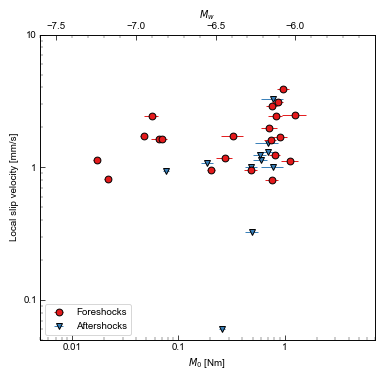 M_w
−7.5 −7.0 −6.5 −6.0
10
1
0.1
Local slip velocity [mm/s]
Foreshocks
Aftershocks
0.01 0.1 1
M_0 [Nm]